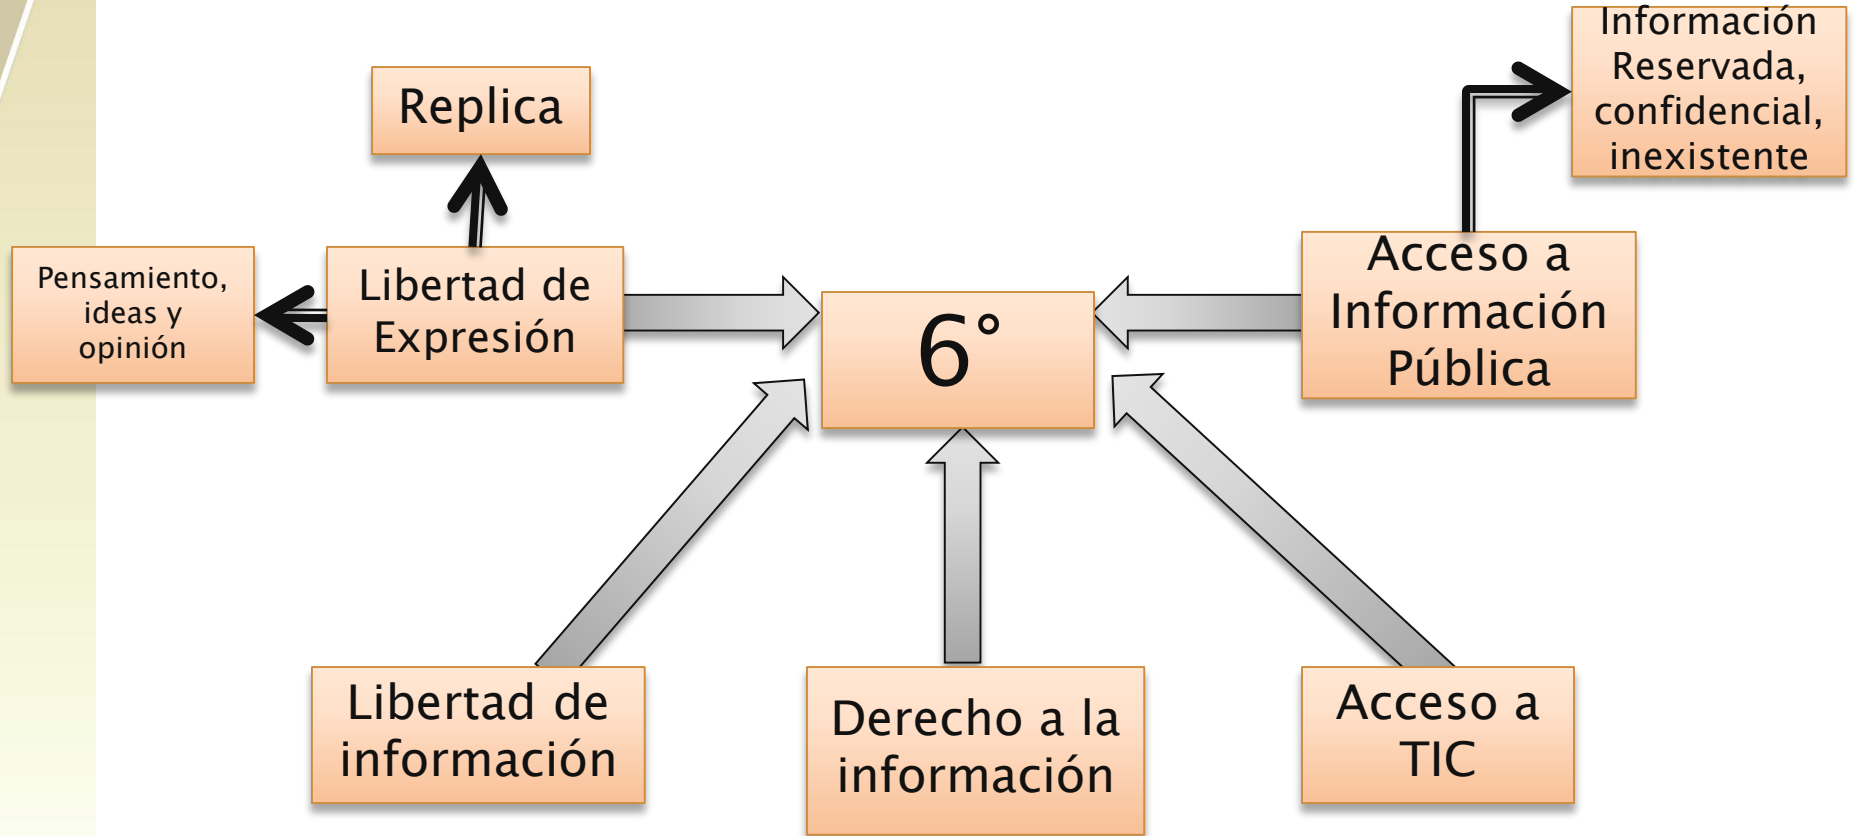 Información
Reservada,
confidencial,
inexistente
Replica
Pensamiento,
ideas y
opinión
Libertad de
Expresión
6°
Acceso a
Información
Pública
Libertad de
información
Derecho a la
información
Acceso a
TIC